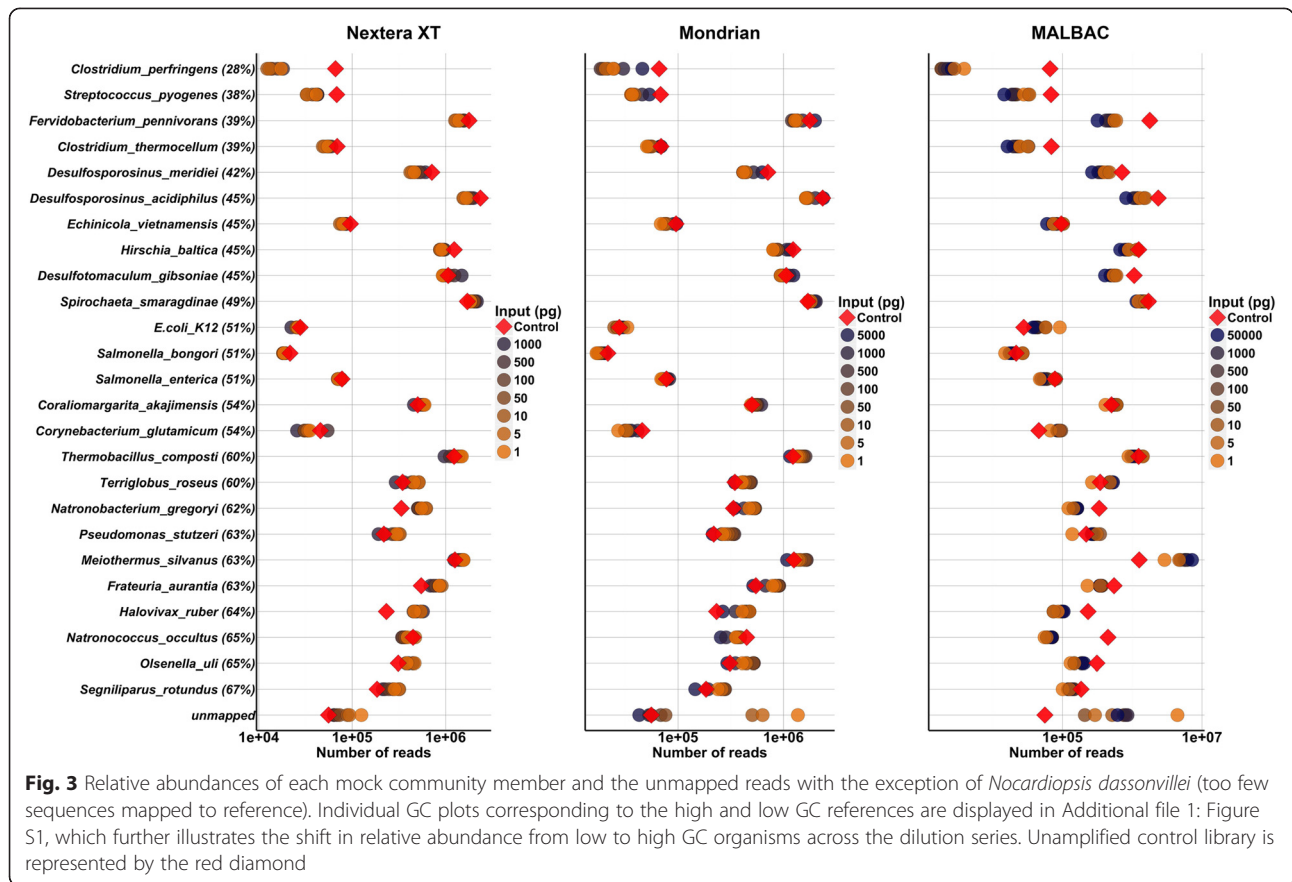 Nextera XT
Mondrian
MALBAC
Clostridium_perfringens (28%)
Streptococcus_pyogenes (38%)
Fervidobacterium_pennivorans (39%)
Clostridium_thermocellum (39%)
Desulfosporosinus_meridiei (42%)
Desulfosporosinus_acidiphilus (45%)
Echinicola_vietnamensis (45%)
Hirschia_baltica (45%)
Desulfotomaculum_gibsoniae (45%)
Spirochaeta_smaragdinae (49%)
E.coli_K12 (51%)
Salmonella_bongori (51%)
Salmonella_enterica (51%)
Coraliomargarita_akajimensis (54%)
Corynebacterium_glutamicum (54%)
Thermobacillus_composti (60%)
Terriglobus_roseus (60%)
Natronobacterium_gregoryi (62%)
Pseudomonas_stutzeri (63%)
Meiothermus_silvanus (63%)
Frateuria_aurantia (63%)
Halovivax_ruber (64%)
Natronococcus_occultus (65%)
Olsenella_uli (65%)
Segniliparus_rotundus (67%)
unmapped
Input (pg)
Control
1000
500
100
50
10
5
1
Input (pg)
Control
5000
1000
500
100
50
10
5
1
Input (pg)
Control
50000
1000
500
100
50
10
5
1
1e+04 1e+05 1e+06
Number of reads
1e+05 1e+06
Number of reads
1e+05 1e+07
Number of reads
Fig. 3 Relative abundances of each mock community member and the unmapped reads with the exception of Nocardiopsis dassonvillei (too few
sequences mapped to reference). Individual GC plots corresponding to the high and low GC references are displayed in Additional file 1: Figure
S1, which further illustrates the shift in relative abundance from low to high GC organisms across the dilution series. Unamplified control library is
represented by the red diamond